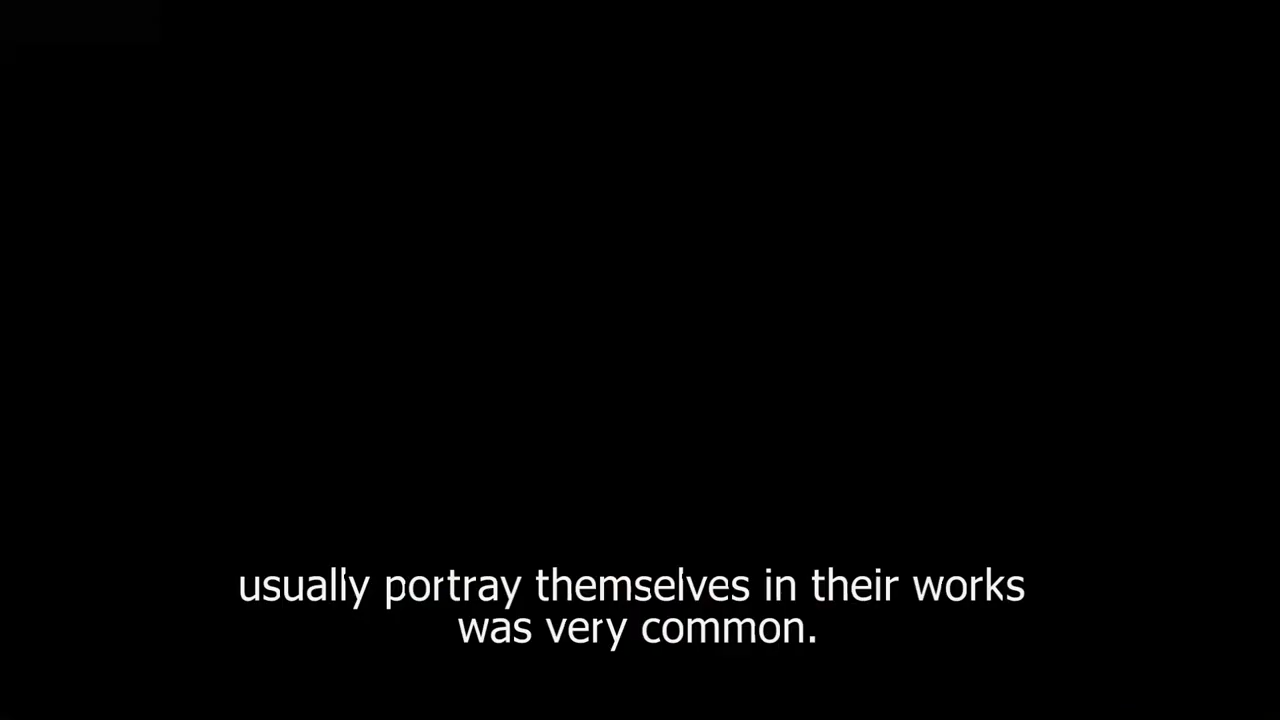 usually portray themselves in their works
was very common.